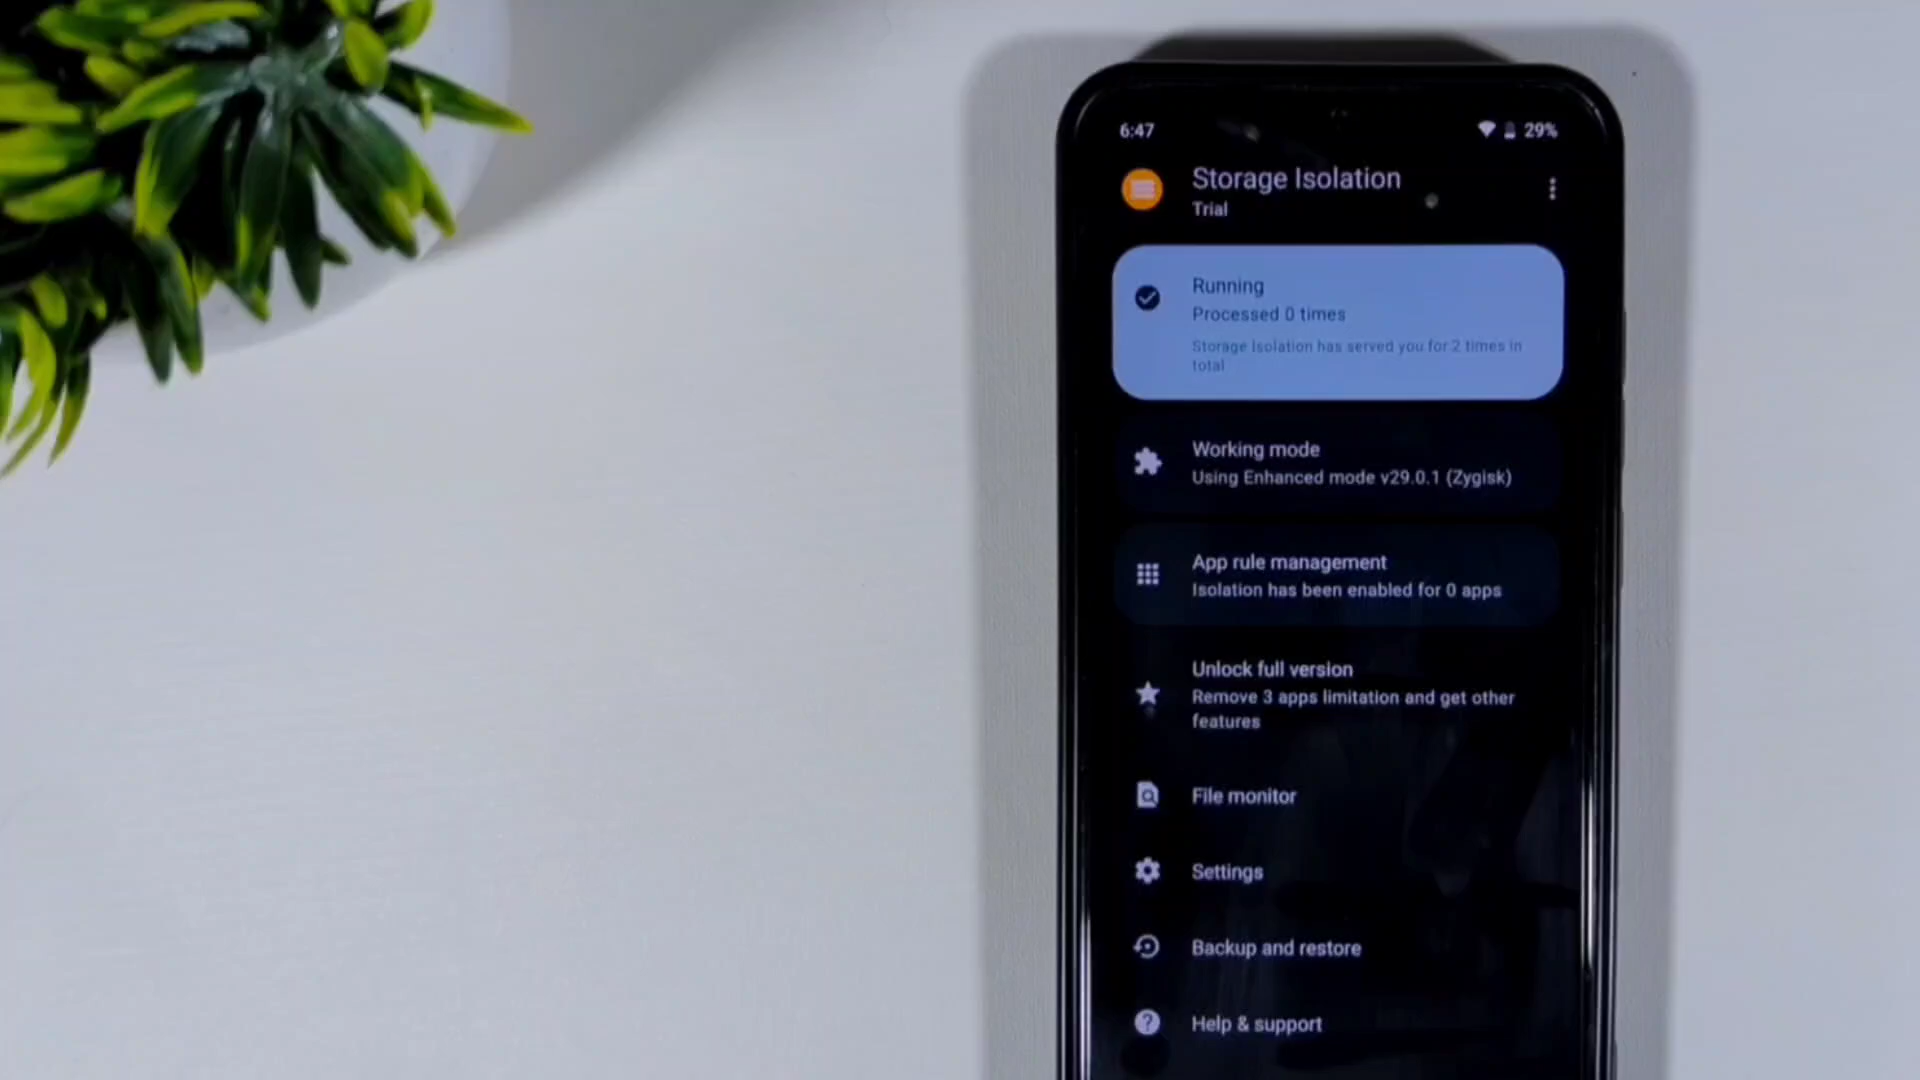 6:47
29%
Storage Isolation
Trial
Running
Processed 0 times
Storage Isolation has served you for 2 times in
total
Working mode
Using Enhanced mode v29.0.1 (Zygisk)
App rule management
Isolation has been enabled for 0 apps
Unlock full version
Remove 3 apps limitation and get other
features
File monitor
Settings
Backup and restore
Help & support